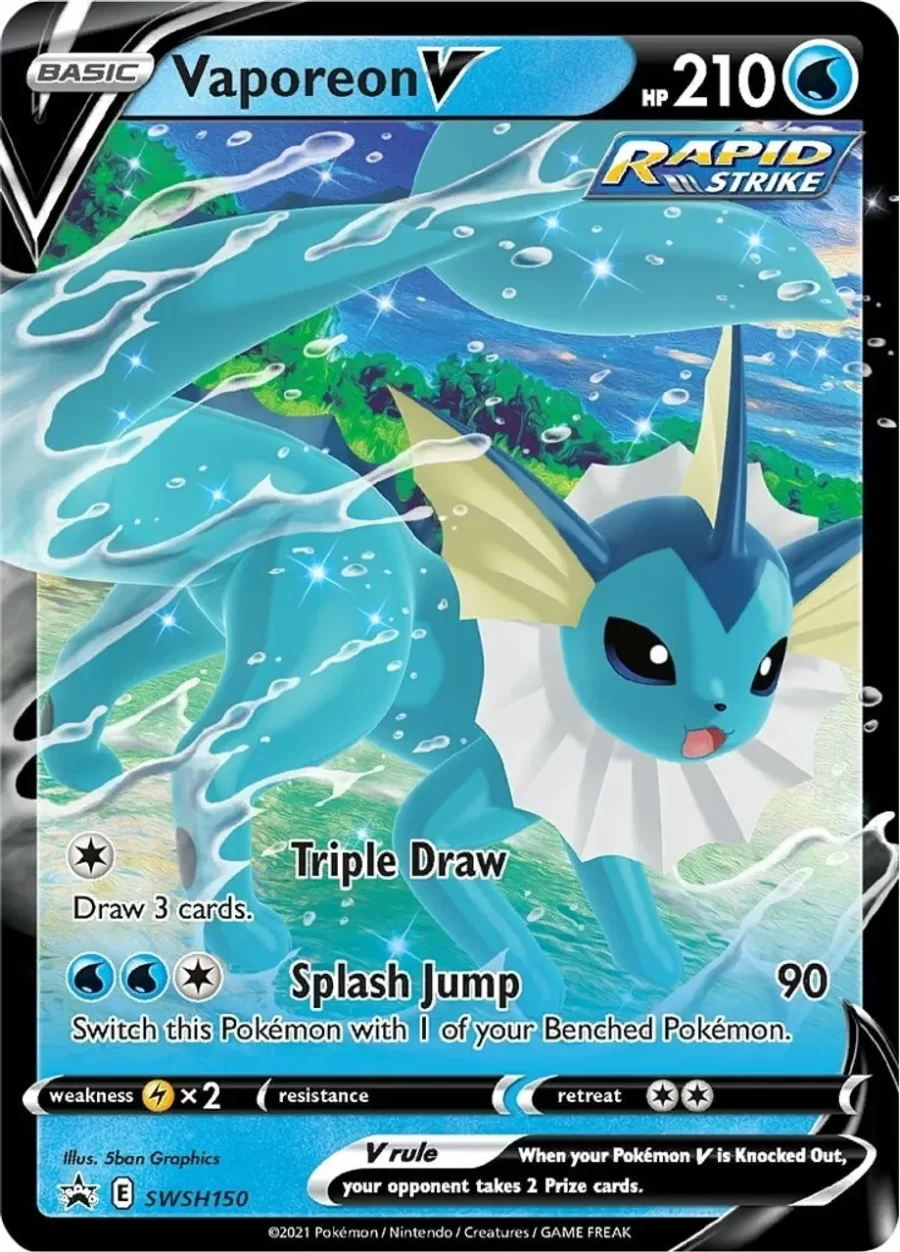 BASIC Vaporeon V HP 210
RAPID
STRIKE
Triple Draw
Draw 3 cards.
Splash Jump 90
Switch this Pokémon with 1 of your Benched Pokémon.
weakness ×2 resistance retreat
Illus. 5ban Graphics
V rule When your Pokémon V is Knocked Out,
your opponent takes 2 Prize cards.
E SWSH150
©2021 Pokémon / Nintendo / Creatures / GAME FREAK